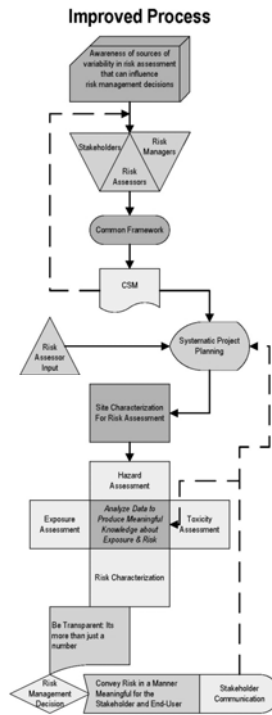 Improved Process
Awareness of sources of
variability in risk assessment
that can influence
risk management decisions
Stakeholders
Risk
Managers
Risk
Assessors
Common Framework
CSM
Risk
Assessor
Input
Systematic Project
Planning
Site Characterization
For Risk Assessment
Hazard
Assessment
Exposure
Assessment
Analyze Data to
Produce Meaningful
Knowledge about
Exposure & Risk
Toxicity
Assessment
Risk Characterization
Be Transparent: Its
more than just a
number
Risk
Management
Decision
Convey Risk in a Manner
Meaningful for the
Stakeholder and End-User
Stakeholder
Communication